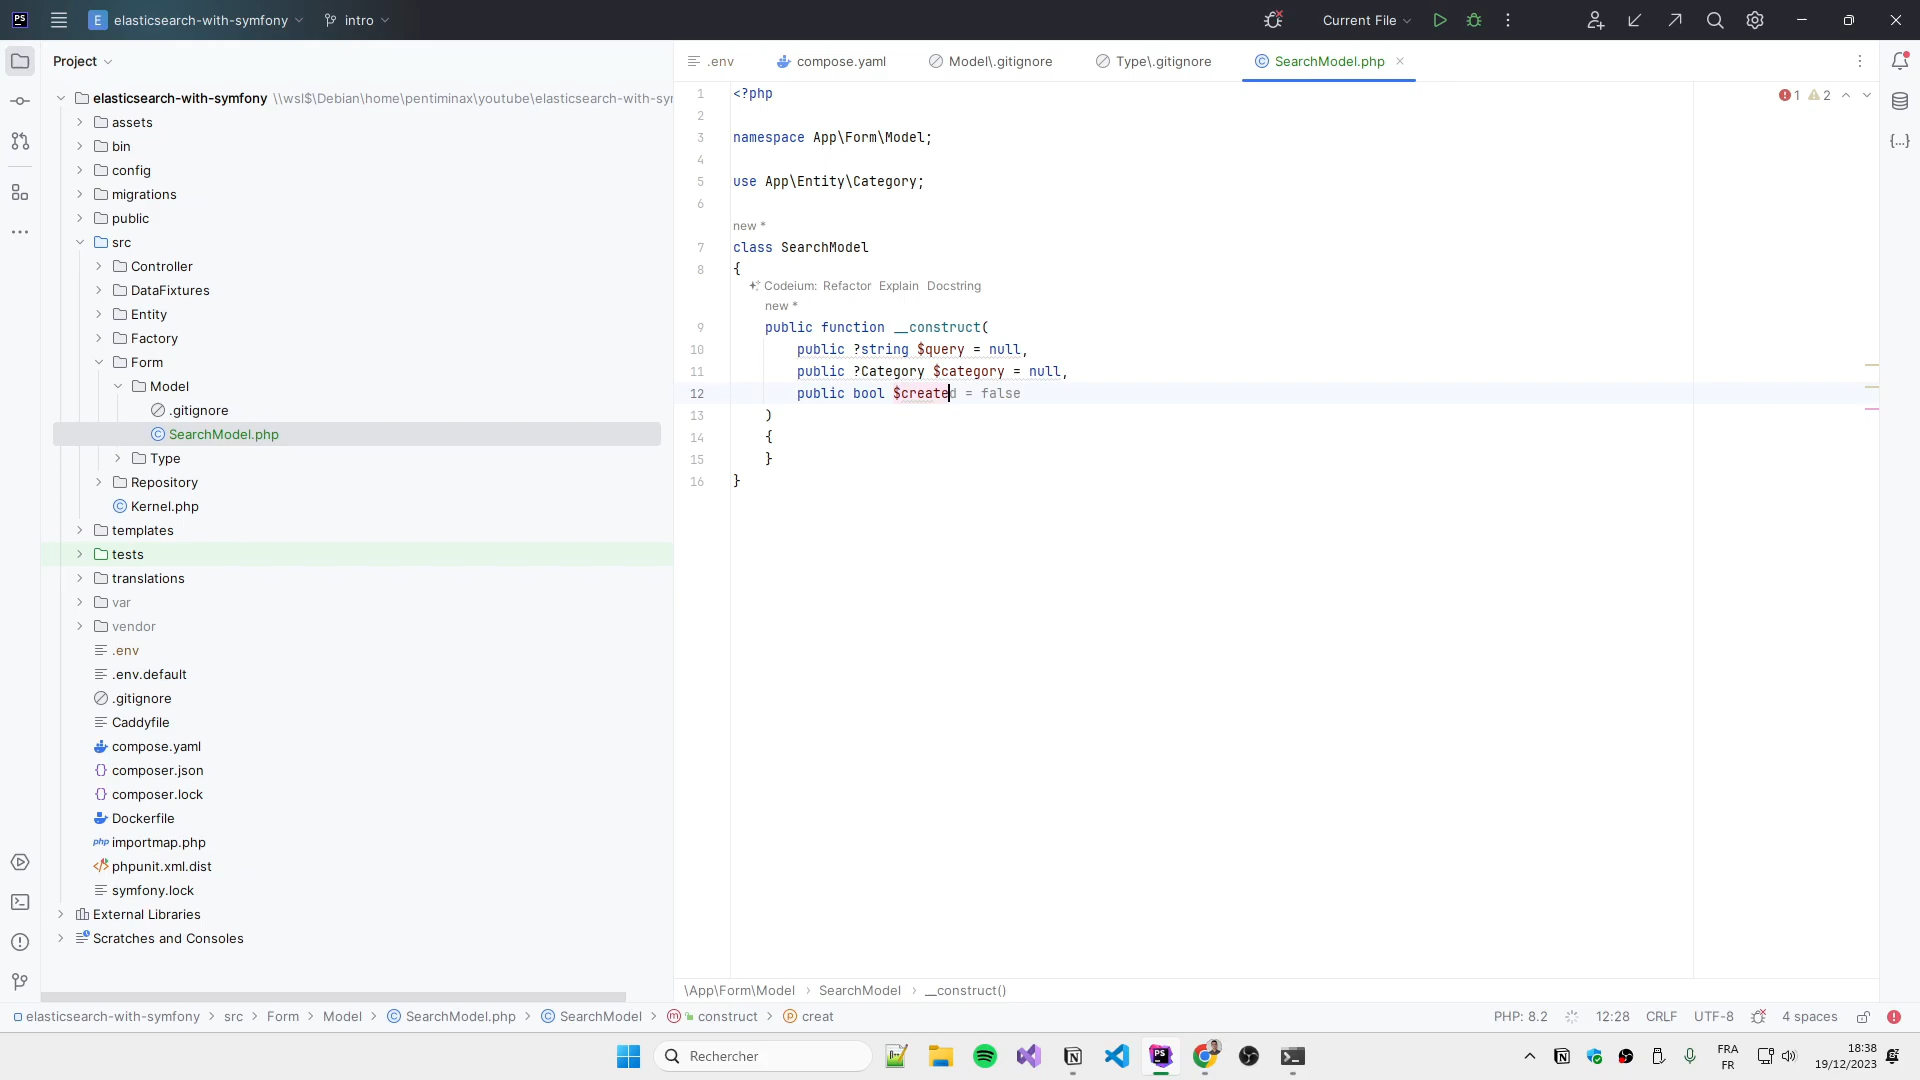 PS
E elasticsearch-with-symfony
intro
Current File
Project
.env
compose.yaml
Model\.gitignore
Type\.gitignore
SearchModel.php
elasticsearch-with-symfony \\wsl$\Debian\home\pentiminax\youtube\elasticsearch-with-syr
assets
bin
config
migrations
public
src
Controller
DataFixtures
Entity
Factory
Form
Model
.gitignore
SearchModel.php
Type
Repository
Kernel.php
templates
tests
translations
var
vendor
.env
.env.default
.gitignore
Caddyfile
compose.yaml
{} composer.json
{} composer.lock
Dockerfile
php importmap.php
phpunit.xml.dist
symfony.lock
External Libraries
Scratches and Consoles
1 <?php
1 2
2
3 namespace App\Form\Model;
4
5 use App\Entity\Category;
6
new *
7 class SearchModel
8 {
Codeium: Refactor Explain Docstring
new *
9 public function __construct(
10 public ?string $query = null,
11 public ?Category $category = null,
12 public bool $created = false
13 )
14 {
15 }
16 }
{...}
\App\Form\Model › SearchModel › __construct()
elasticsearch-with-symfony › src › Form › Model › SearchModel.php › SearchModel › construct › creat
PHP: 8.2
12:28
CRLF
UTF-8
4 spaces
Rechercher
FRA
FR
18:38
19/12/2023